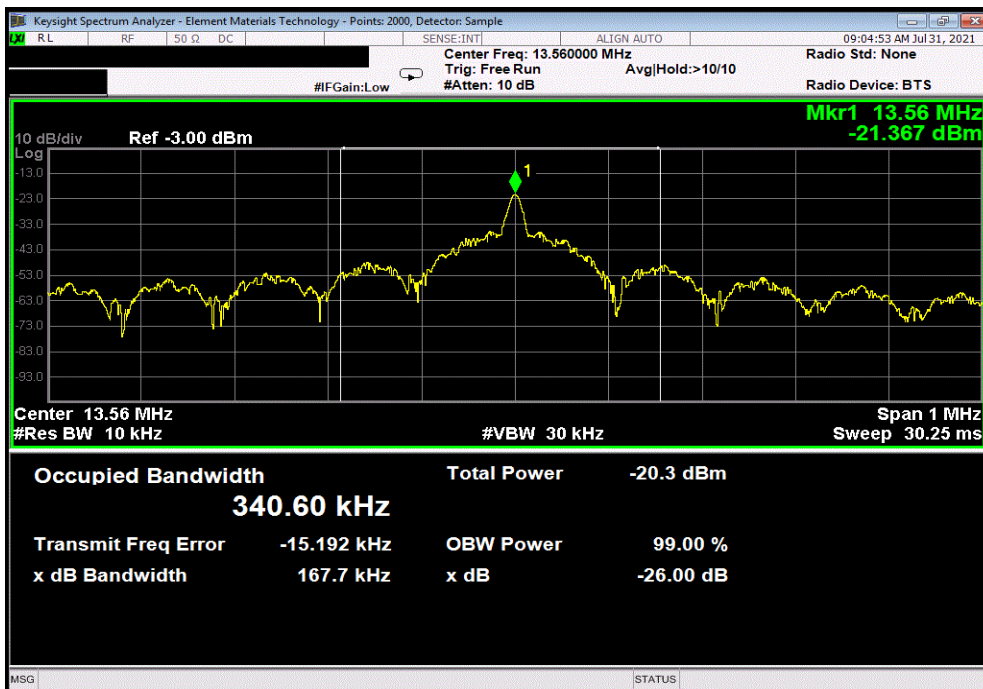 Keysight Spectrum Analyzer - Element Materials Technology - Points: 2000, Detector: Sample
LXI RL RF 50 Ω DC SENSE:INT ALIGN AUTO 09:04:53 AM Jul 31, 2021
Center Freq: 13.560000 MHz Radio Std: None
Trig: Free Run Avg|Hold:>10/10
#IFGain:Low #Atten: 10 dB Radio Device: BTS
Mkr1 13.56 MHz
-21.367 dBm
10 dB/div Ref -3.00 dBm
Log
-13.0
1
-23.0
-33.0
-43.0
-53.0
-63.0
-73.0
-83.0
-93.0
Center 13.56 MHz Span 1 MHz
#Res BW 10 kHz #VBW 30 kHz Sweep 30.25 ms
Occupied Bandwidth Total Power -20.3 dBm
340.60 kHz
Transmit Freq Error -15.192 kHz OBW Power 99.00 %
x dB Bandwidth 167.7 kHz x dB -26.00 dB
MSG STATUS